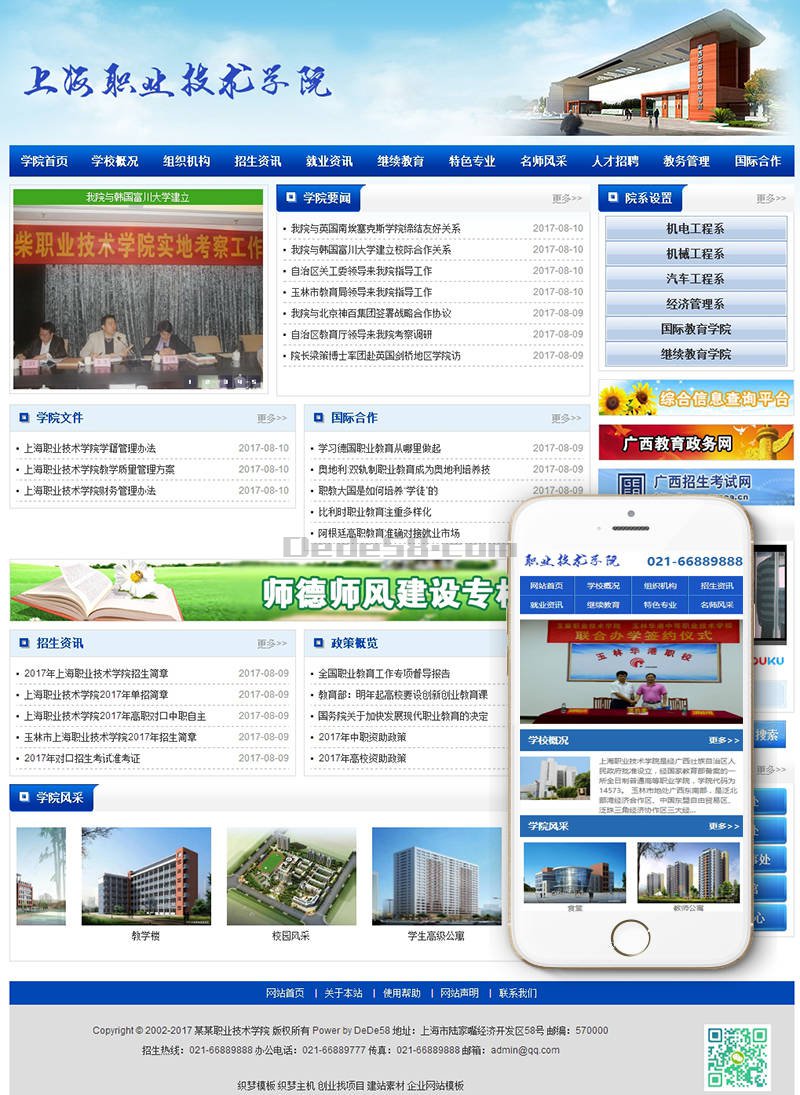 上海职业技术学院
学院首页 学校概况 组织机构 招生资讯 就业资讯 继续教育 特色专业 名师风采 人才招聘 教务管理 国际合作
我院与韩国富川大学建立
柴职业技术学院实地考察工作
1 2 3 4 5
学院要闻 更多>>
我院与英国南埃塞克斯学院缔结友好关系 2017-08-10
我院与韩国富川大学建立校际合作关系 2017-08-10
自治区关工委领导来我院指导工作 2017-08-10
玉林市教育局领导来我院指导工作 2017-08-10
我院与北京神百集团签署战略合作协议 2017-08-09
自治区教育厅领导来我院考察调研 2017-08-09
院长梁策博士率团赴英国剑桥地区学院访 2017-08-09
院系设置 更多>>
机电工程系
机械工程系
汽车工程系
经济管理系
国际教育学院
继续教育学院
综合信息查询平台
广西教育政务网
广西招生考试网
学院文件 更多>>
上海职业技术学院学籍管理办法 2017-08-10
上海职业技术学院教学质量管理方案 2017-08-10
上海职业技术学院财务管理办法 2017-08-10
国际合作 更多>>
学习德国职业教育从哪里做起 2017-08-09
奥地利:双轨制职业教育成为奥地利培养技 2017-08-09
职教大国是如何培养“学徒”的 2017-08-09
比利时职业教育注重多样化
阿根廷高职教育准确对接就业市场
Dede58.com
师德师风建设专栏
招生资讯 更多>>
2017年上海职业技术学院招生简章 2017-08-09
上海职业技术学院2017年单招简章 2017-08-09
上海职业技术学院2017年高职对口中职自主 2017-08-09
玉林市上海职业技术学院2017年招生简章 2017-08-09
2017年对口招生考试准考证 2017-08-09
政策概览
全国职业教育工作专项督导报告
教育部：明年起高校要设创新创业教育课
国务院关于加快发展现代职业教育的决定
2017年中职资助政策
2017年高校资助政策
OUKU
搜索
更多>>
学院风采
教学楼 校园风采 学生高级公寓
职业技术学院 021-66889888
网站首页 学校概况 组织机构 招生资讯
就业资讯 继续教育 特色专业 名师风采
联合办学签约仪式
玉林华港职校
学校概况 更多>>
上海职业技术学院是经广西壮族自治区人
民政府批准设立，经国家教育部备案的一
所全日制普通高等职业学院，学院代码为
14573。 玉林市地处广西东南部，是泛北
部湾经济合作区、中国东盟自由贸易区、
泛珠三角经济协作区三大经...
学院风采 更多>>
食堂 教师公寓
网站首页 | 关于本站 | 使用帮助 | 网站声明 | 联系我们
Copyright © 2002-2017 某某职业技术学院 版权所有 Power by DeDe58 地址：上海市陆家嘴经济开发区58号 邮编：570000
招生热线：021-66889888 办公电话：021-66889777 传真：021-66889888 邮箱：admin@qq.com
织梦模板 织梦主机 创业找项目 建站素材 企业网站模板